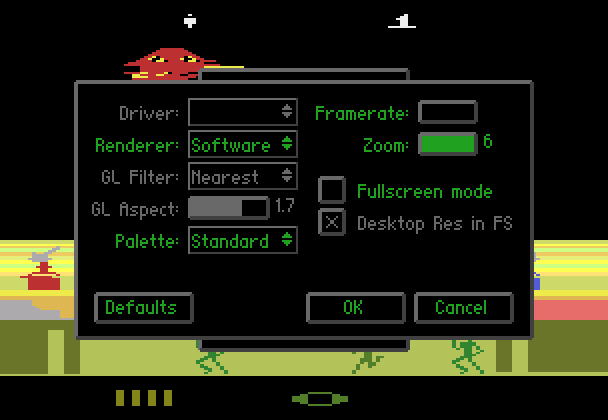 1
Driver: Framerate:
Renderer: Software Zoom: 6
GL Filter: Nearest Fullscreen mode
GL Aspect: 1.7 Desktop Res in FS
Palette: Standard
Defaults OK Cancel